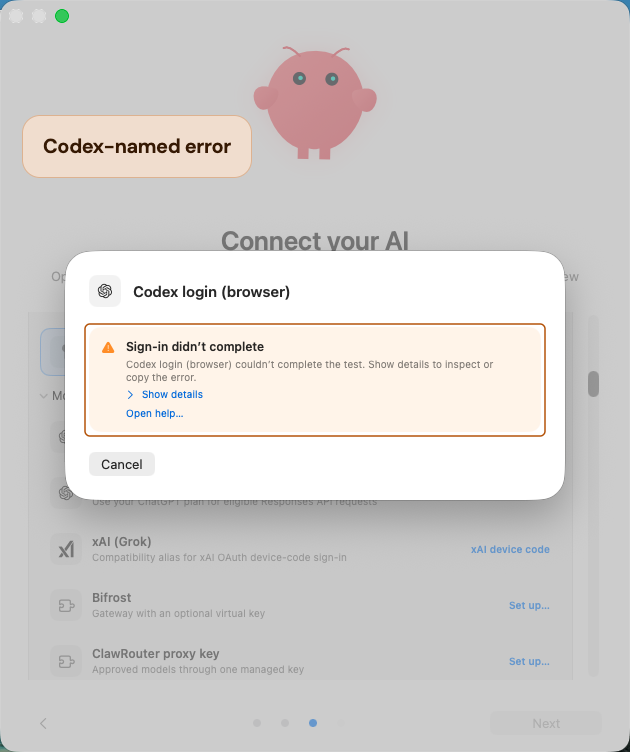 Codex-named error
Connect your AI
Op
ew
Codex login (browser)
Sign-in didn't complete
Codex login (browser) couldn't complete the test. Show details to inspect or
copy the error.
Show details
Open help...
Cancel
Mo
Use your ChatGPT plan for eligible Responses API requests
xAI (Grok)
Compatibility alias for xAI OAuth device-code sign-in
xAI device code
Bifrost
Gateway with an optional virtual key
Set up...
ClawRouter proxy key
Approved models through one managed key
Set up...
Next